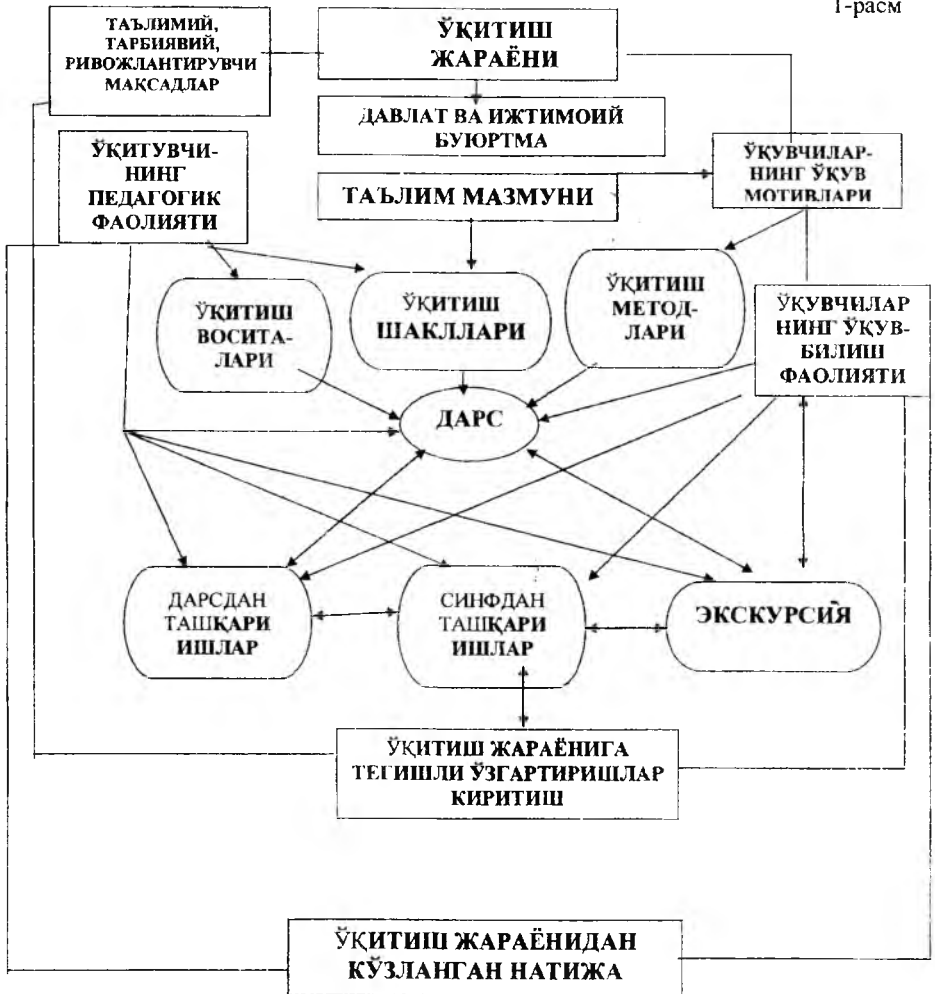 1-расм
ТАЪЛИМИЙ,
ТАРБИЯВИЙ,
РИВОЖЛАНТИРУВЧИ
МАҚСАДЛАР
ЎҚИТИШ
ЖАРАЁНИ
ДАВЛАТ ВА ИЖТИМОИЙ
БУЮРТМА
ЎҚИТУВЧИ-
НИНГ
ПЕДАГОГИК
ФАОЛИЯТИ
ТАЪЛИМ МАЗМУНИ
ЎҚУВЧИЛАР-
НИНГ ЎҚУВ
МОТИВЛАРИ
ЎҚИТИШ
ВОСИТА-
ЛАРИ
ЎҚИТИШ
ШАКЛЛАРИ
ЎҚИТИШ
МЕТОД-
ЛАРИ
ЎҚУВЧИЛАР
НИНГ ЎҚУВ-
БИЛИШ
ФАОЛИЯТИ
ДАРС
ДАРСДАН
ТАШҚАРИ
ИШЛАР
СИНФДАН
ТАШҚАРИ
ИШЛАР
ЭКСКУРСИЯ
ЎҚИТИШ ЖАРАЁНИГА
ТЕГИШЛИ ЎЗГАРТИРИШЛАР
КИРИТИШ
ЎҚИТИШ ЖАРАЁНИДАН
КЎЗЛАНГАН НАТИЖА